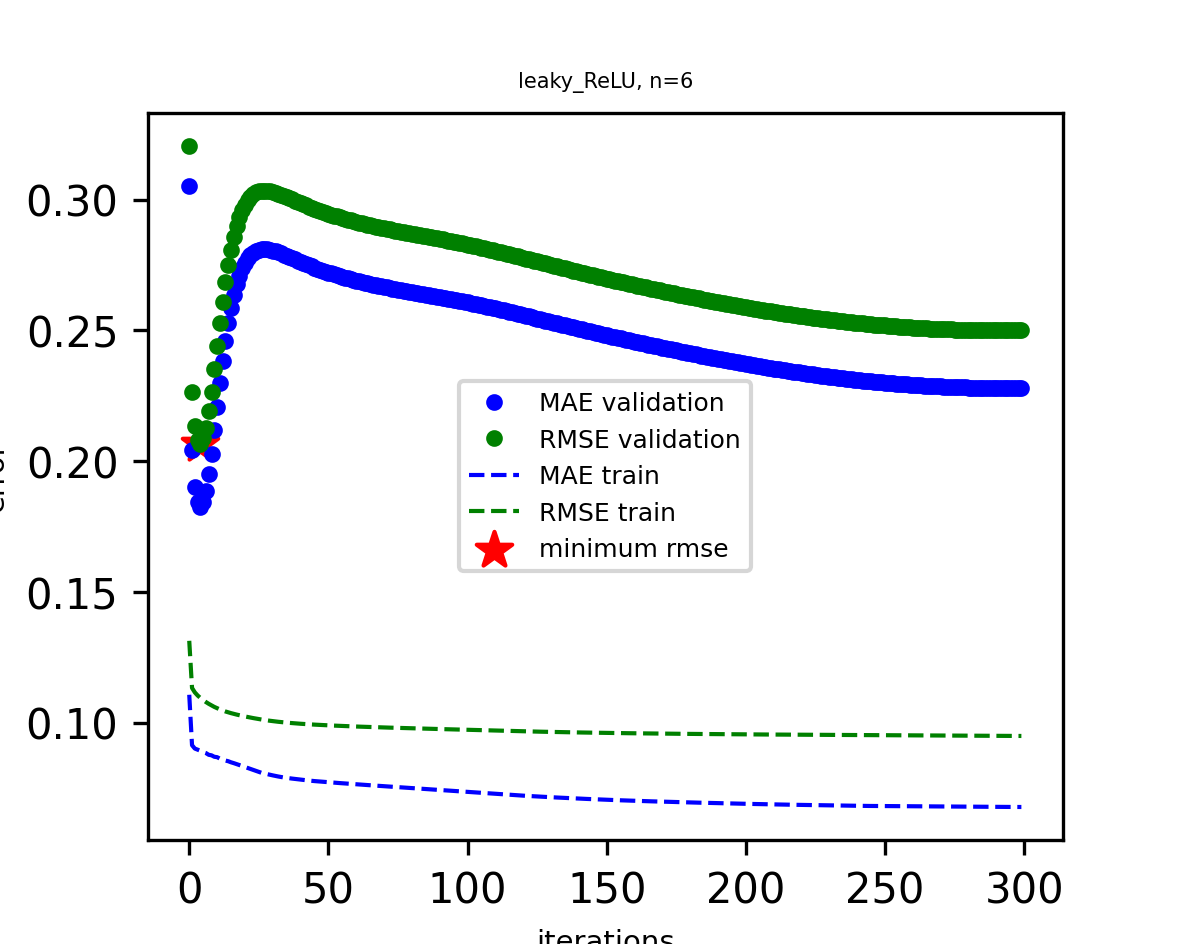 leaky_ReLU, n=6
0.30
0.25
0.20
0.15
0.10
MAE validation
RMSE validation
MAE train
RMSE train
minimum rmse
0 50 100 150 200 250 300
iterations